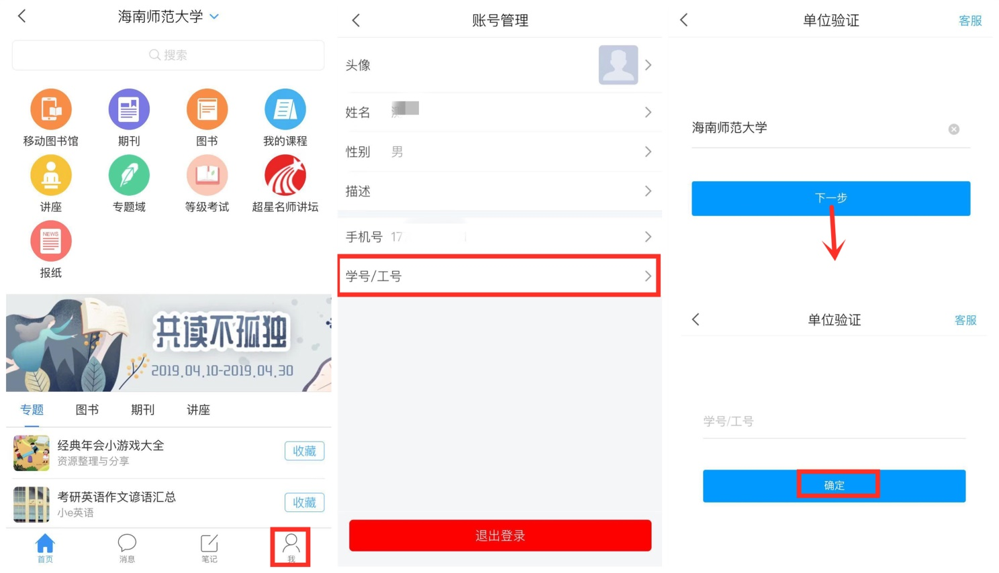 海南师范大学
搜索
移动图书馆 期刊 图书 我的课程
讲座 专题域 等级考试 超星名师讲坛
NEWS
报纸
共读不孤独
2019.04.10-2019.04.30
专题 图书 期刊 讲座
经典年会小游戏大全
资源整理与分享
收藏
考研英语作文谚语汇总
小e英语
收藏
首页 消息 笔记 我
账号管理
头像
姓名
性别 男
描述
手机号 17
学号/工号
退出登录
单位验证 客服
海南师范大学
下一步
单位验证 客服
学号/工号
确定